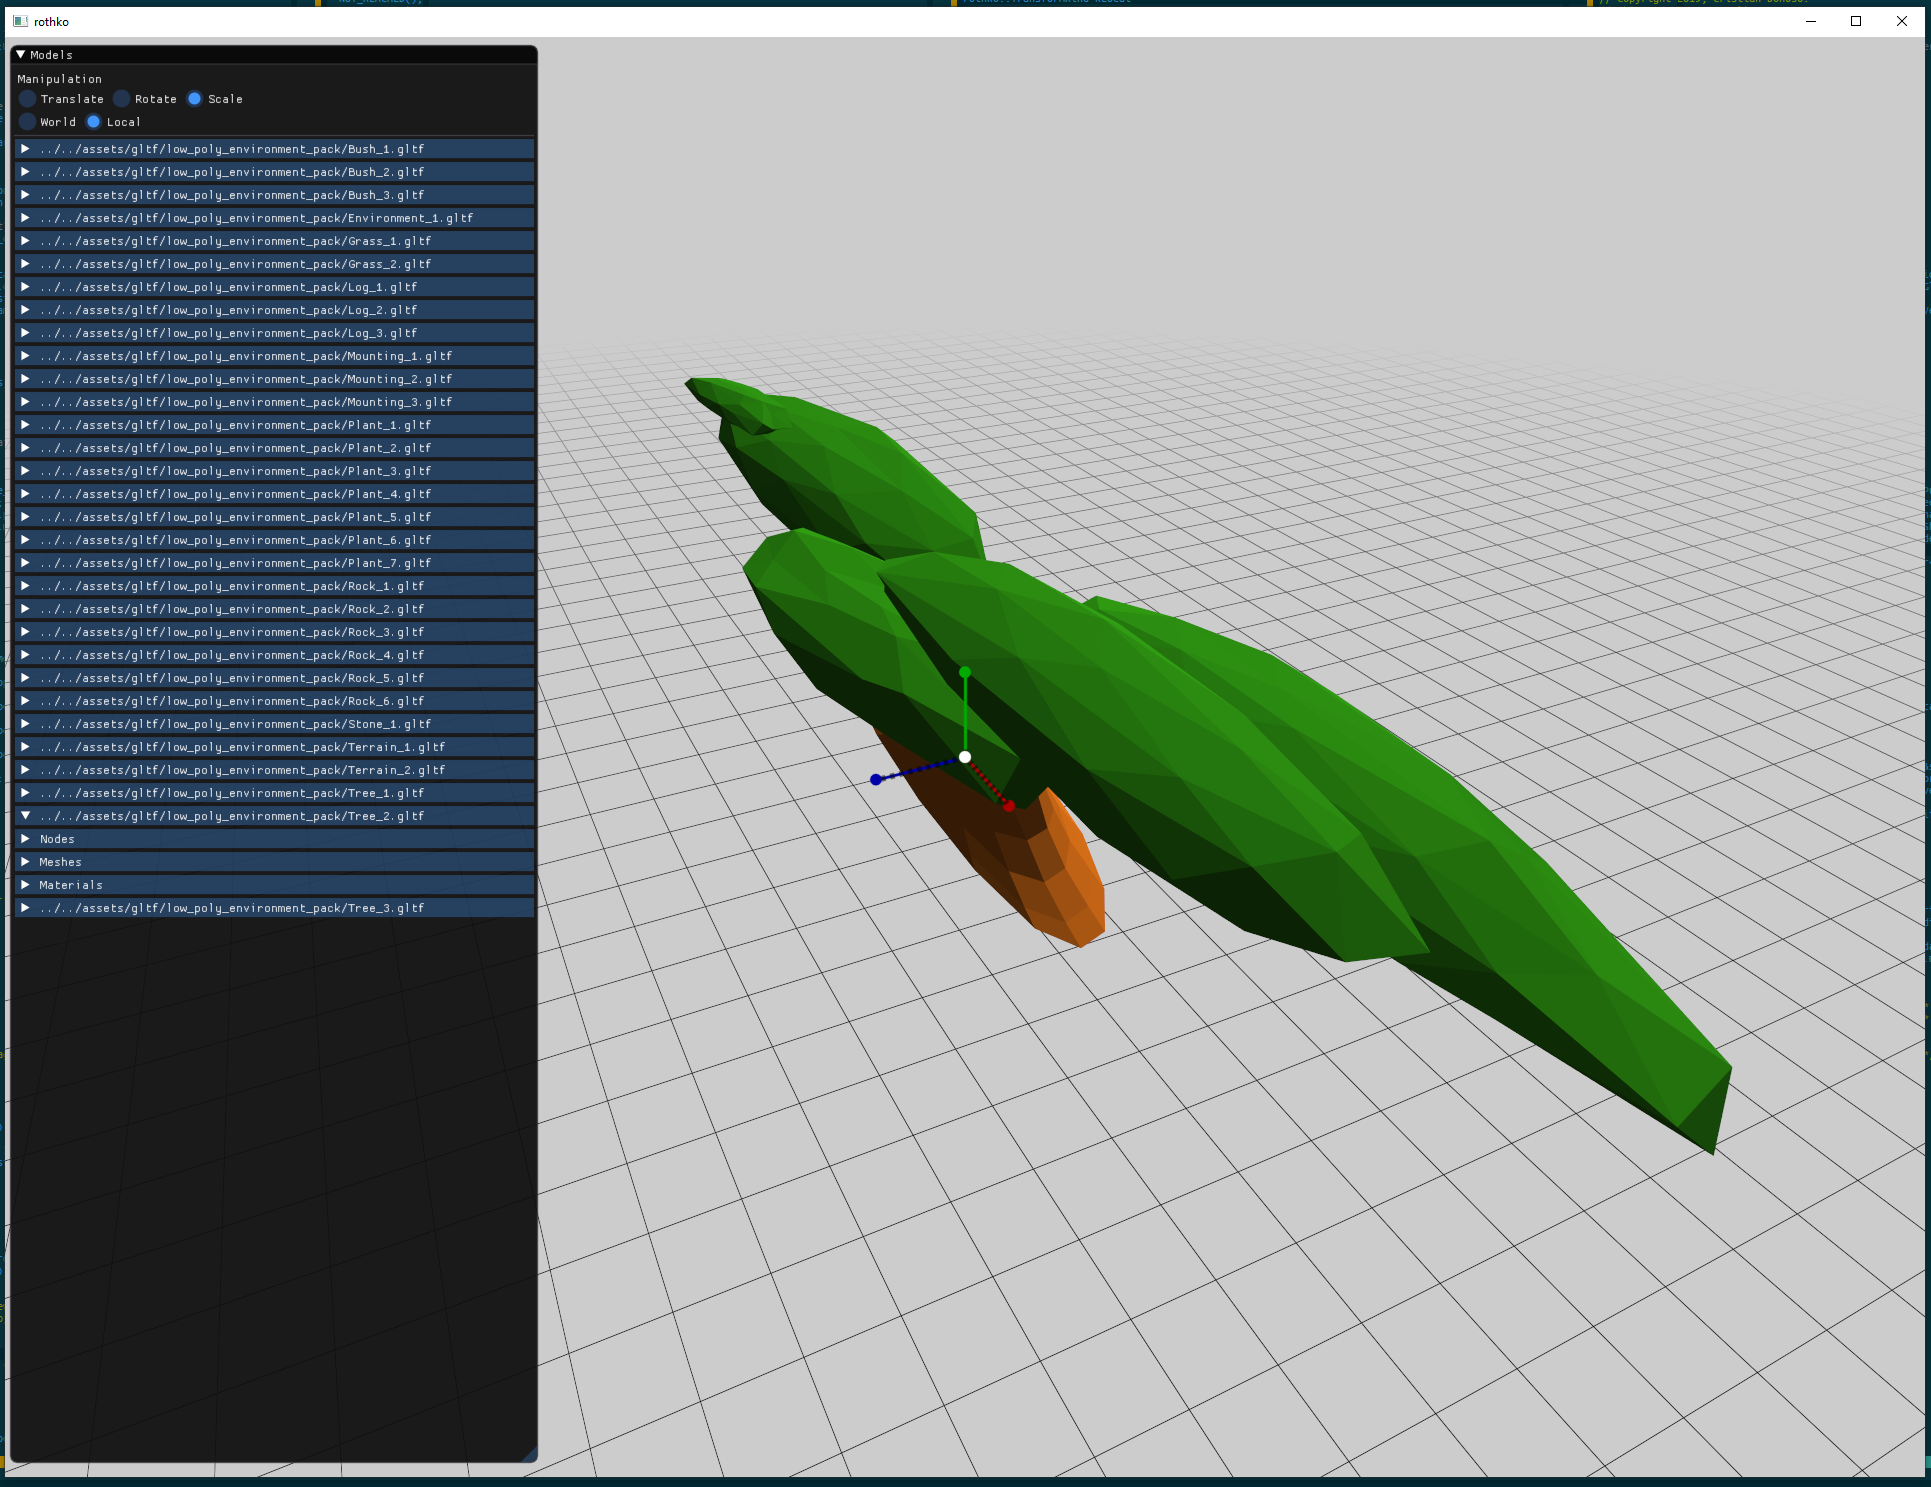 NOT_REACHED();
// Copyright 2019, Cristian Donoso.
rothko
Models
Manipulation
Translate Rotate Scale
World Local
../../assets/gltf/low_poly_environment_pack/Bush_1.gltf
../../assets/gltf/low_poly_environment_pack/Bush_2.gltf
../../assets/gltf/low_poly_environment_pack/Bush_3.gltf
../../assets/gltf/low_poly_environment_pack/Environment_1.gltf
../../assets/gltf/low_poly_environment_pack/Grass_1.gltf
../../assets/gltf/low_poly_environment_pack/Grass_2.gltf
../../assets/gltf/low_poly_environment_pack/Log_1.gltf
../../assets/gltf/low_poly_environment_pack/Log_2.gltf
../../assets/gltf/low_poly_environment_pack/Log_3.gltf
../../assets/gltf/low_poly_environment_pack/Mounting_1.gltf
../../assets/gltf/low_poly_environment_pack/Mounting_2.gltf
../../assets/gltf/low_poly_environment_pack/Mounting_3.gltf
../../assets/gltf/low_poly_environment_pack/Plant_1.gltf
../../assets/gltf/low_poly_environment_pack/Plant_2.gltf
../../assets/gltf/low_poly_environment_pack/Plant_3.gltf
../../assets/gltf/low_poly_environment_pack/Plant_4.gltf
../../assets/gltf/low_poly_environment_pack/Plant_5.gltf
../../assets/gltf/low_poly_environment_pack/Plant_6.gltf
../../assets/gltf/low_poly_environment_pack/Plant_7.gltf
../../assets/gltf/low_poly_environment_pack/Rock_1.gltf
../../assets/gltf/low_poly_environment_pack/Rock_2.gltf
../../assets/gltf/low_poly_environment_pack/Rock_3.gltf
../../assets/gltf/low_poly_environment_pack/Rock_4.gltf
../../assets/gltf/low_poly_environment_pack/Rock_5.gltf
../../assets/gltf/low_poly_environment_pack/Rock_6.gltf
../../assets/gltf/low_poly_environment_pack/Stone_1.gltf
../../assets/gltf/low_poly_environment_pack/Terrain_1.gltf
../../assets/gltf/low_poly_environment_pack/Terrain_2.gltf
../../assets/gltf/low_poly_environment_pack/Tree_1.gltf
../../assets/gltf/low_poly_environment_pack/Tree_2.gltf
Nodes
Meshes
Materials
../../assets/gltf/low_poly_environment_pack/Tree_3.gltf